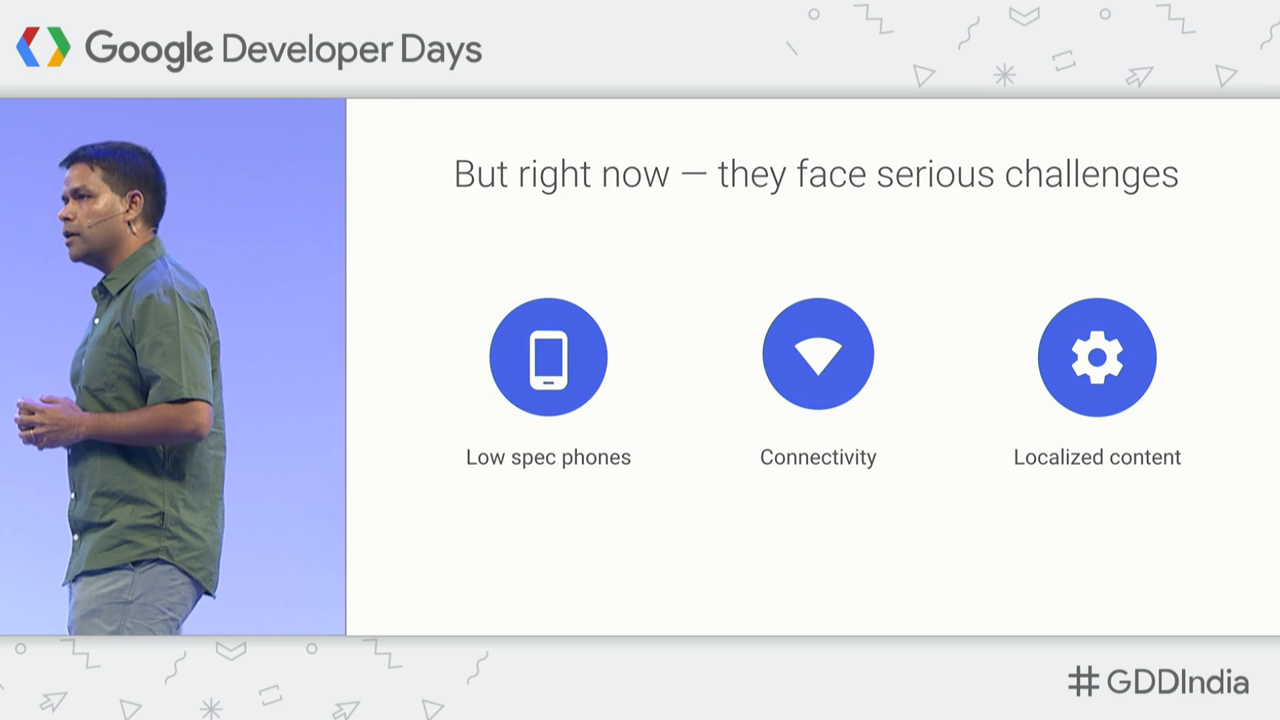 Google Developer Days
But right now — they face serious challenges
Low spec phones
Connectivity
Localized content
#GDDIndia